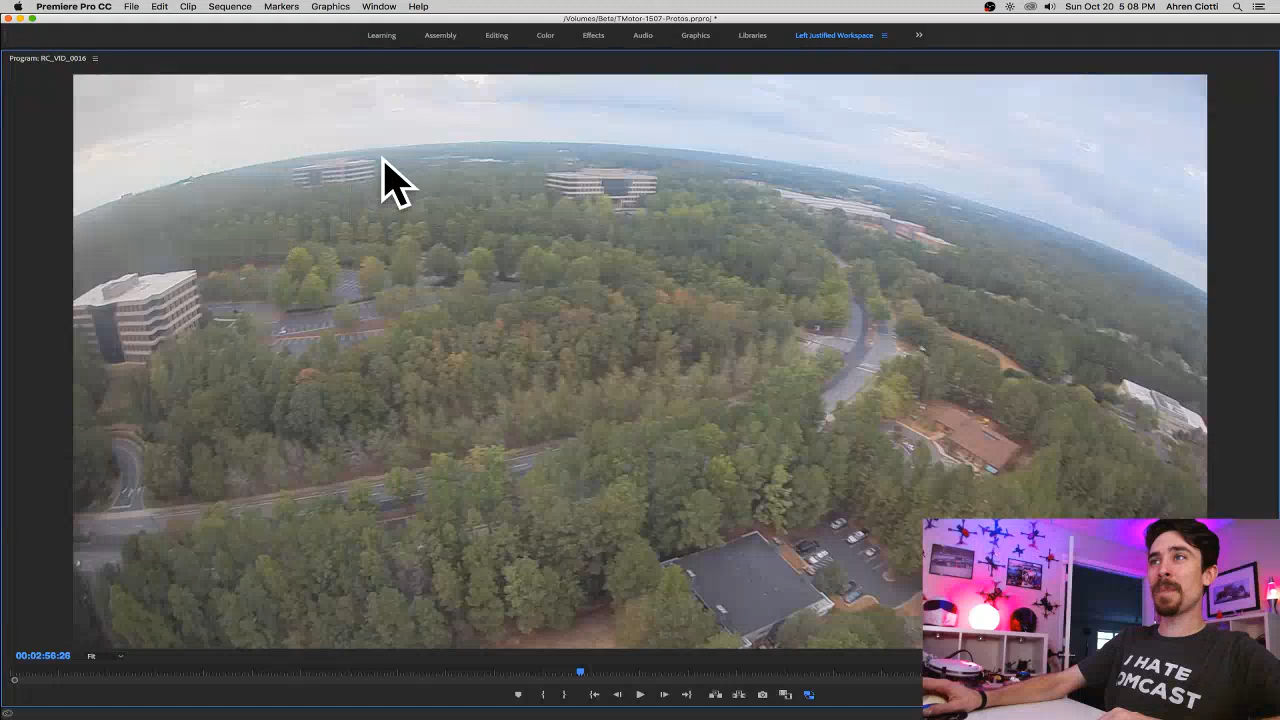 Premiere Pro CC File Edit Clip Sequence Markers Graphics Window Help Sun Oct 20 5:08 PM Ahren Ciotti
/Volumes/Beta/TMotor-1507-Protos.prproj *
Learning Assembly Editing Color Effects Audio Graphics Libraries Left Justified Workspace
Program: RC_VID_0016
00:02:56:26 Fit
I HATE
OMCAST